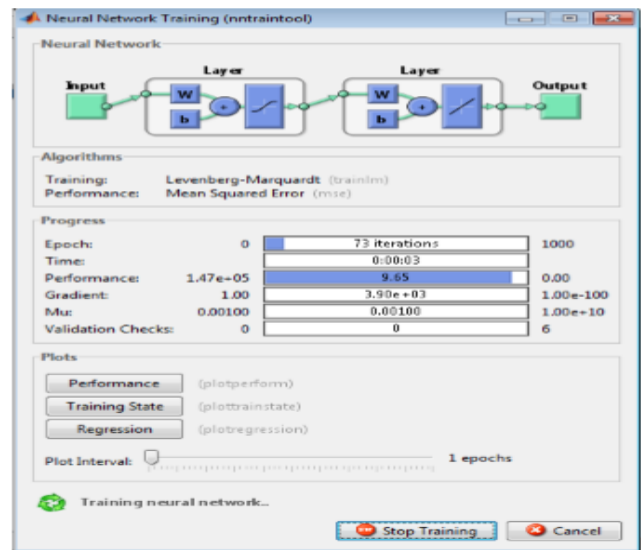 Neural Network Training (nntraintool)
Neural Network
Layer Layer
Input Output
W W
b b
+ +
Algorithms
Training: Levenberg-Marquardt (trainlm)
Performance: Mean Squared Error (mse)
Progress
Epoch: 0 73 iterations 1000
Time: 0:00:03
Performance: 1.47e+05 9.65 0.00
Gradient: 1.00 3.90e+03 1.00e-100
Mu: 0.00100 0.00100 1.00e+10
Validation Checks: 0 0 6
Plots
Performance (plotperform)
Training State (plottrainstate)
Regression (plotregression)
Plot Interval: 1 epochs
Training neural network...
Stop Training Cancel